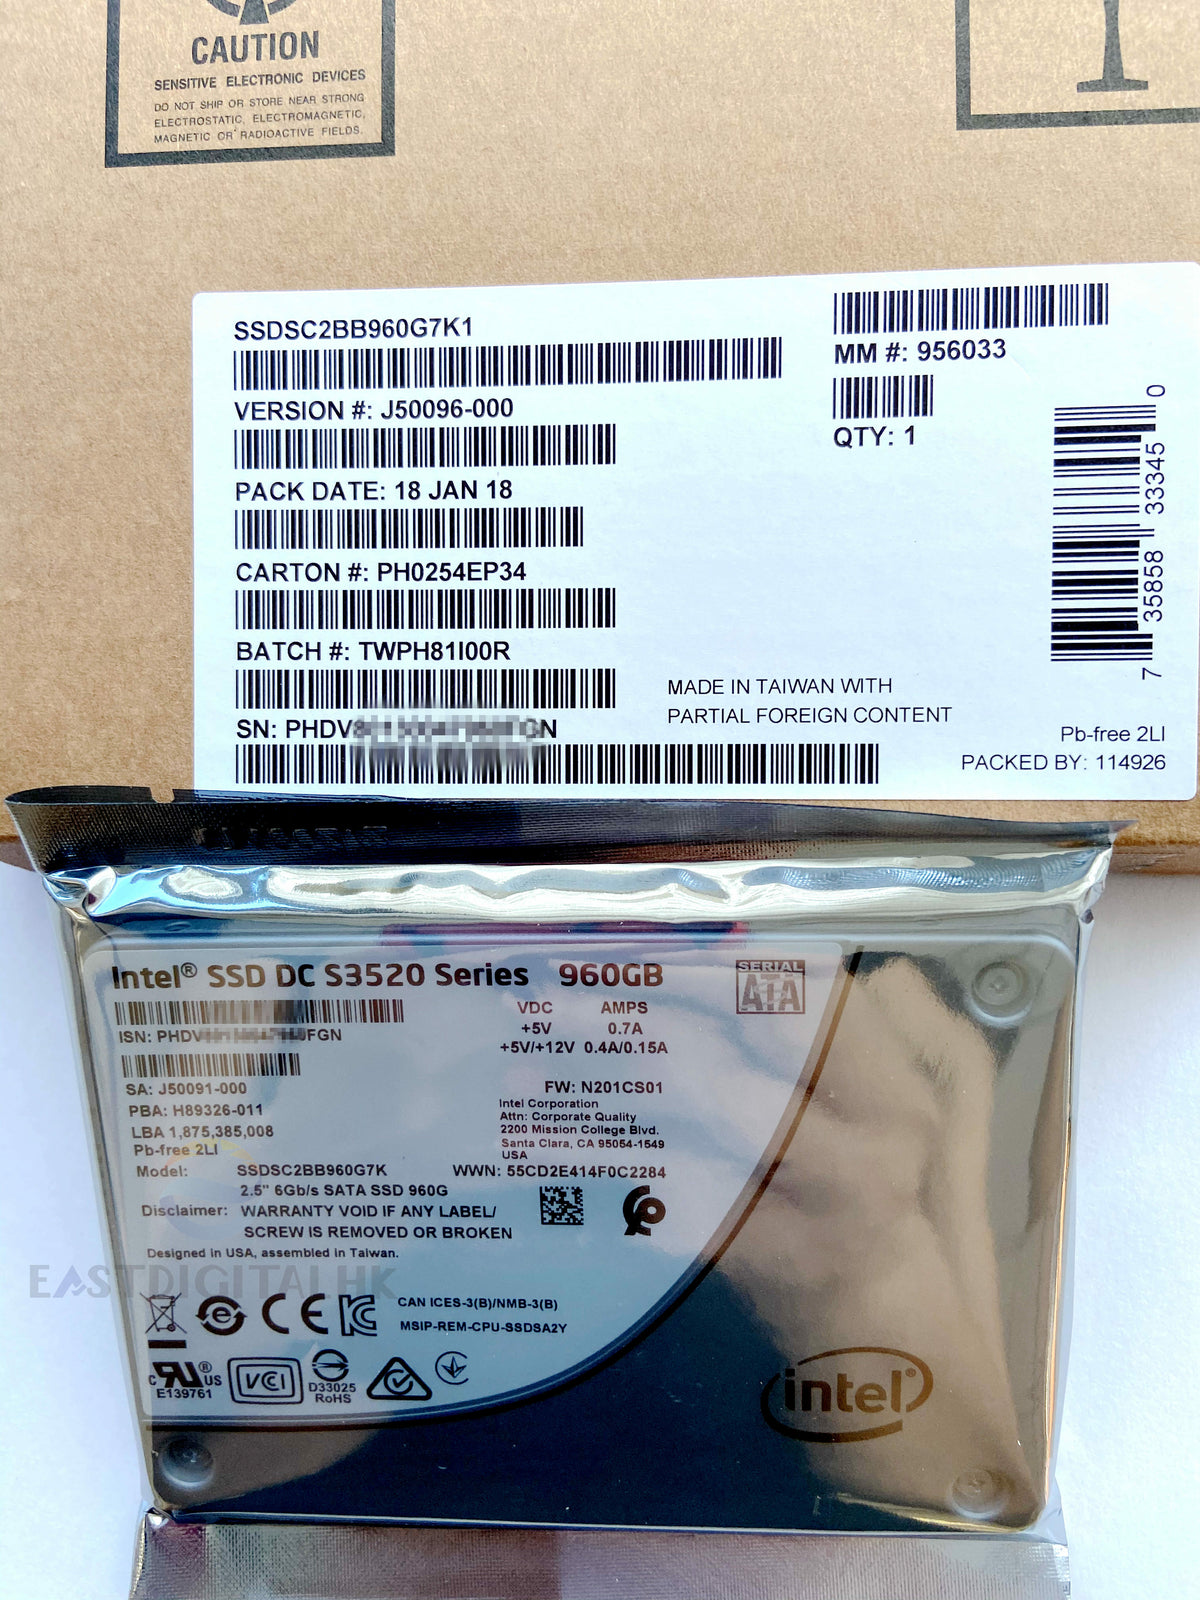 CAUTION
SENSITIVE ELECTRONIC DEVICES
DO NOT SHIP OR STORE NEAR STRONG
ELECTROSTATIC, ELECTROMAGNETIC,
MAGNETIC OR RADIOACTIVE FIELDS.
SSDSC2BB960G7K1
VERSION #: J50096-000
PACK DATE: 18 JAN 18
CARTON #: PH0254EP34
BATCH #: TWPH81I00R
SN: PHDV
MM #: 956033
QTY: 1
7 35858 33345 0
MADE IN TAIWAN WITH
PARTIAL FOREIGN CONTENT
Pb-free 2LI
PACKED BY: 114926
Intel® SSD DC S3520 Series 960GB
SERIAL
ATA
ISN: PHDV FGN
SA: J50091-000
PBA: H89326-011
LBA 1,875,385,008
Pb-free 2LI
VDC AMPS
+5V 0.7A
+5V/+12V 0.4A/0.15A
FW: N201CS01
Intel Corporation
Attn: Corporate Quality
2200 Mission College Blvd.
Santa Clara, CA 95054-1549
USA
Model: SSDSC2BB960G7K
WWN: 55CD2E414F0C2284
2.5" 6Gb/s SATA SSD 960G
Disclaimer: WARRANTY VOID IF ANY LABEL/
SCREW IS REMOVED OR BROKEN
Designed in USA, assembled in Taiwan.
EASTDIGITALHK
CE
CAN ICES-3(B)/NMB-3(B)
MSIP-REM-CPU-SSDSA2Y
c UR ® US
E139761
VCI
D33025
RoHS
intel®